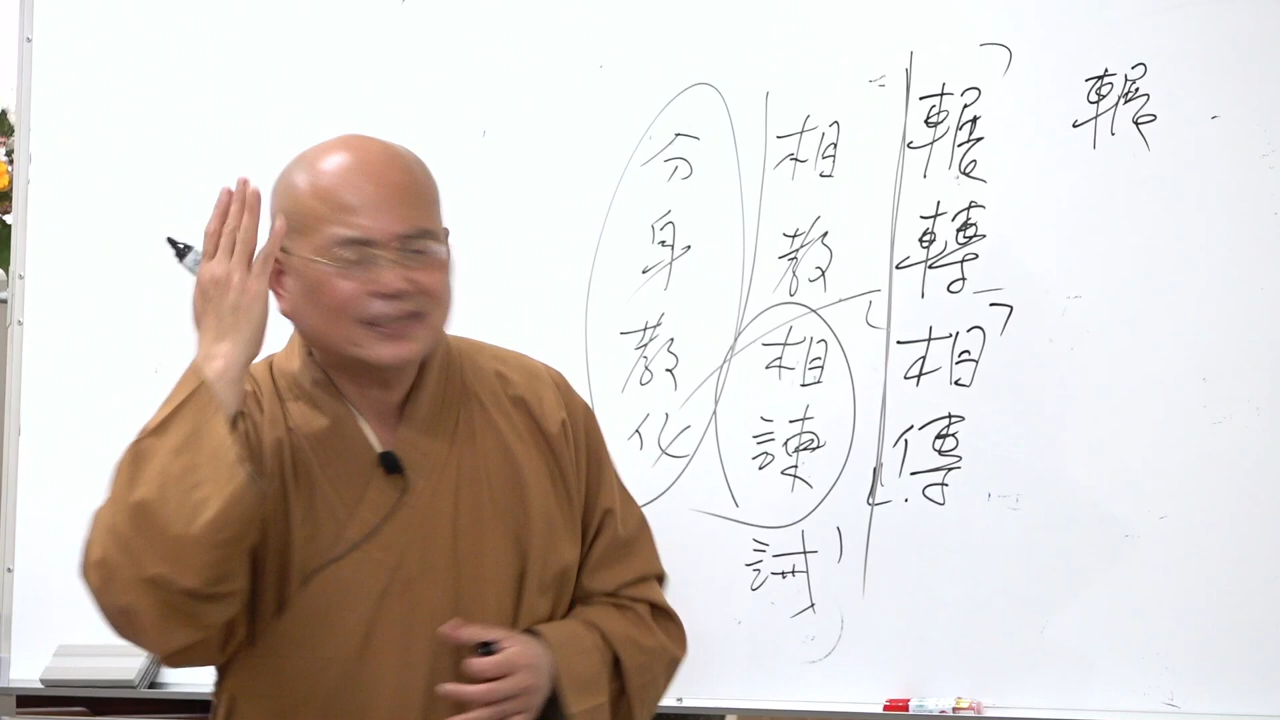 輾
「輾轉」「相傳」
相教相諫
誡
分身教化